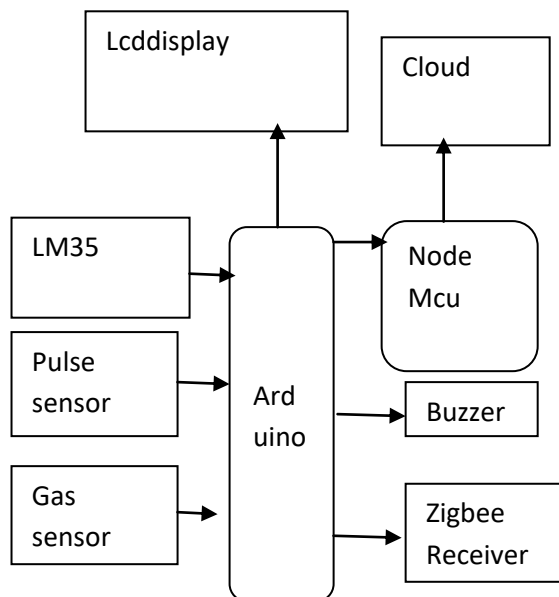 Lcddisplay
Cloud
LM35
Node
Mcu
Pulse
sensor
Ard
uino
Buzzer
Gas
sensor
Zigbee
Receiver